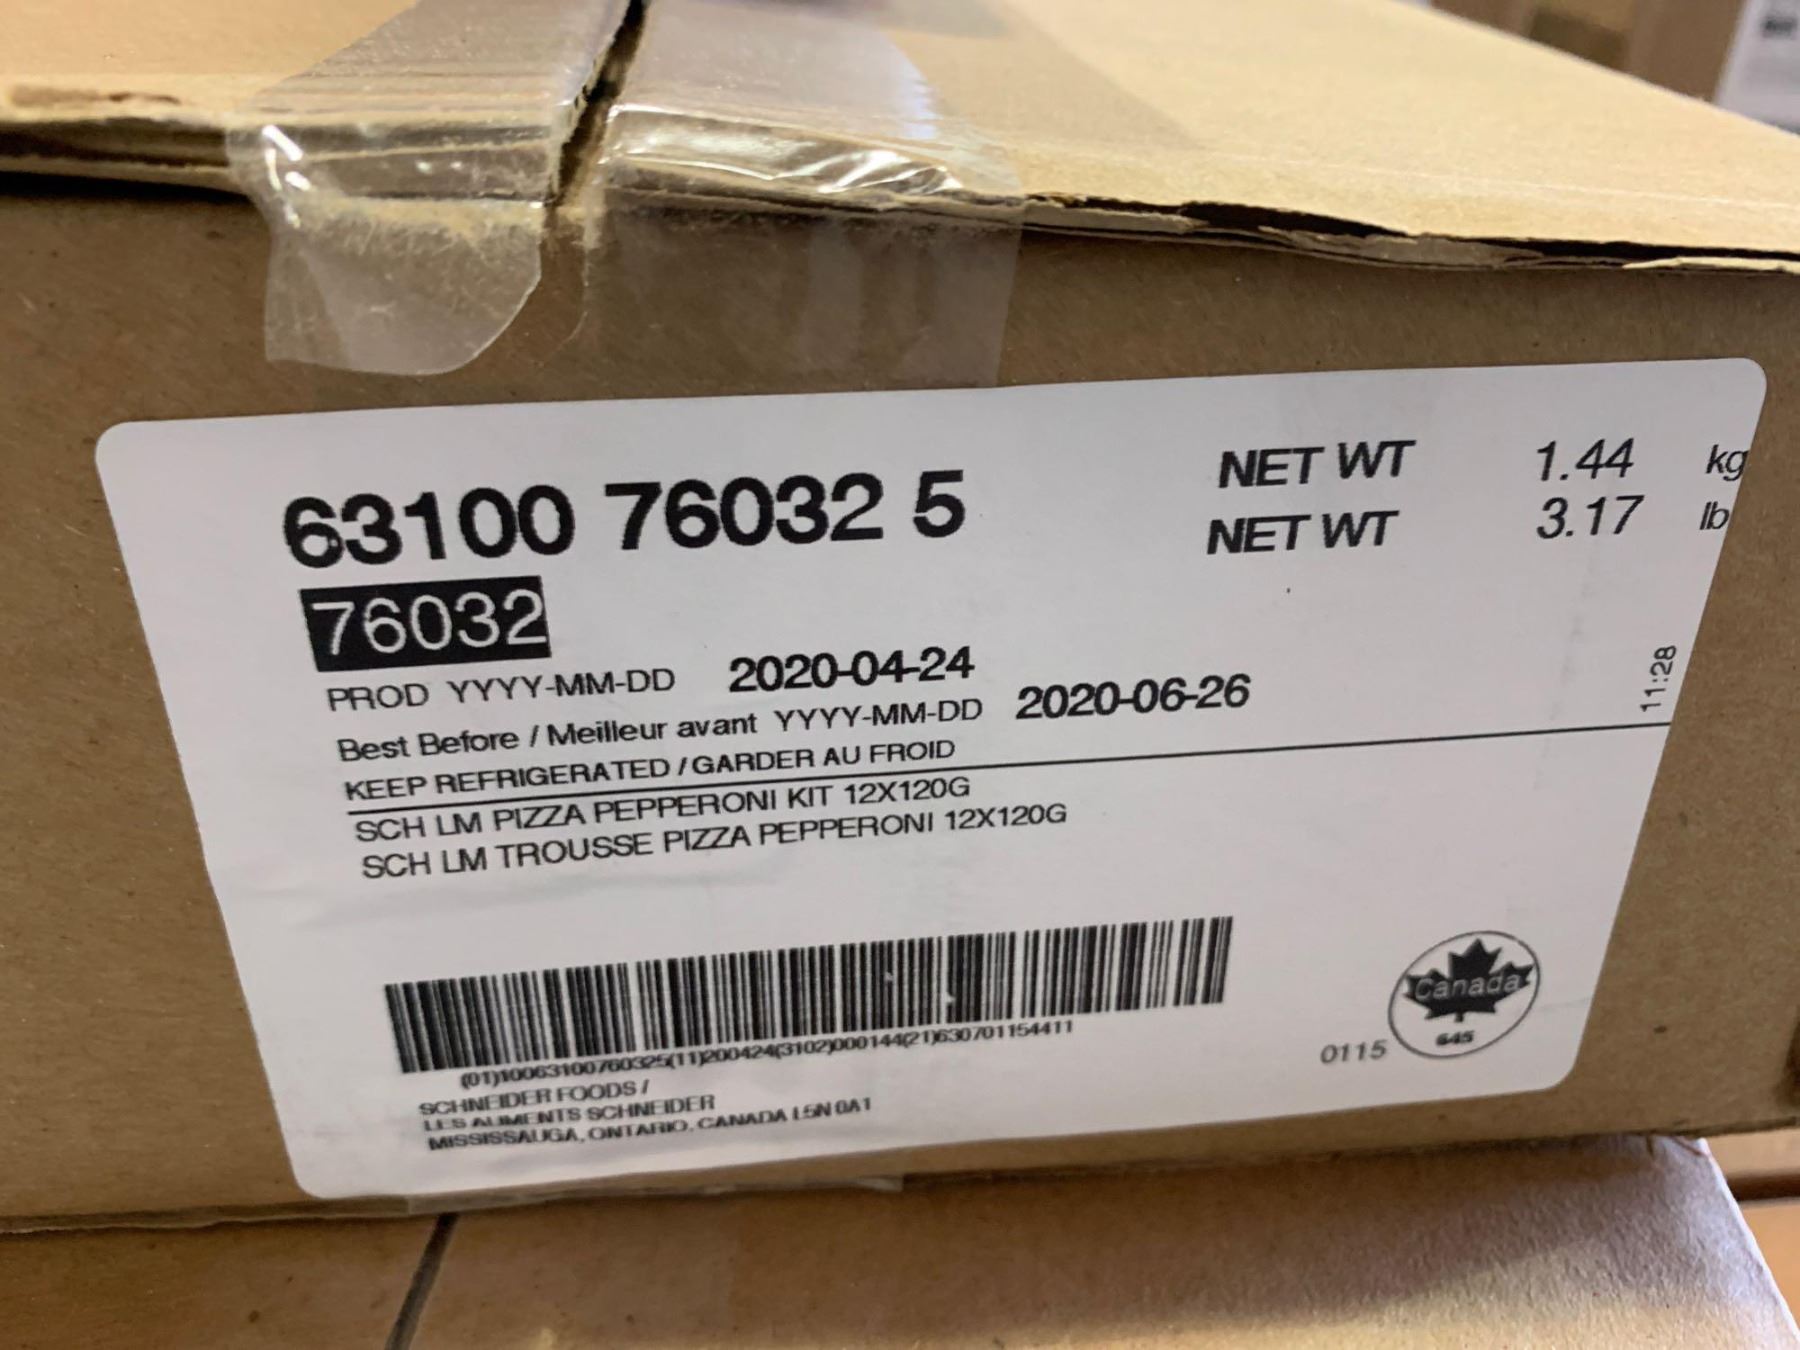 63100 76032 5
NET WT 1.44 kg
NET WT 3.17 lb
76032
PROD YYYY-MM-DD 2020-04-24
Best Before / Meilleur avant YYYY-MM-DD 2020-06-26
11:28
KEEP REFRIGERATED / GARDER AU FROID
SCH LM PIZZA PEPPERONI KIT 12X120G
SCH LM TROUSSE PIZZA PEPPERONI 12X120G
(01)10063100760325(11)200424(3102)000144(21)630701154411
Canada
645
0115
SCHNEIDER FOODS /
LES ALIMENTS SCHNEIDER
MISSISSAUGA, ONTARIO, CANADA L5N 0A1